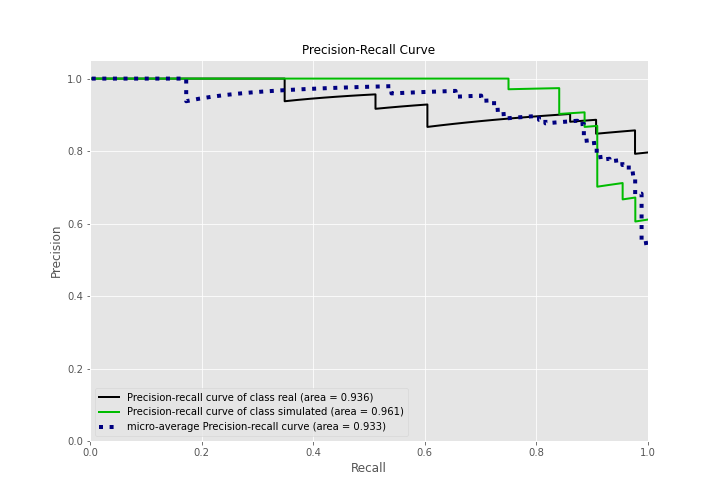 Precision-Recall Curve
1.0
0.8
0.6
0.4
0.2
0.0
Precision
Precision-recall curve of class real (area = 0.936)
Precision-recall curve of class simulated (area = 0.961)
micro-average Precision-recall curve (area = 0.933)
0.0 0.2 0.4 0.6 0.8 1.0
Recall